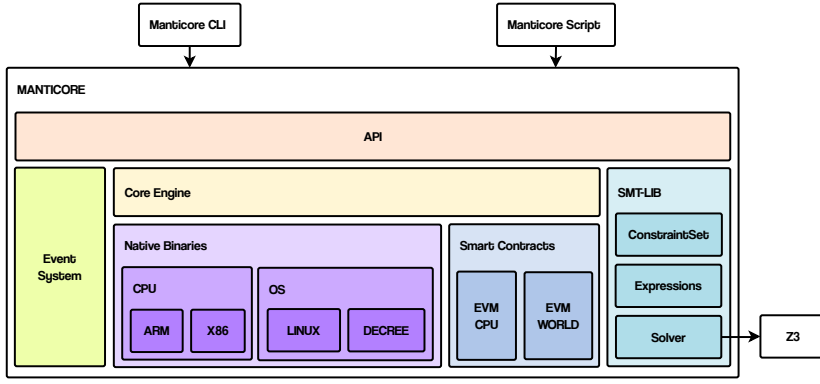 Manticore CLI
Manticore Script
MANTICORE
API
Event
System
Core Engine
SMT-LIB
ConstraintSet
Expressions
Solver
Native Binaries
CPU
ARM
X86
OS
LINUX
DECREE
Smart Contracts
EVM
CPU
EVM
WORLD
Z3